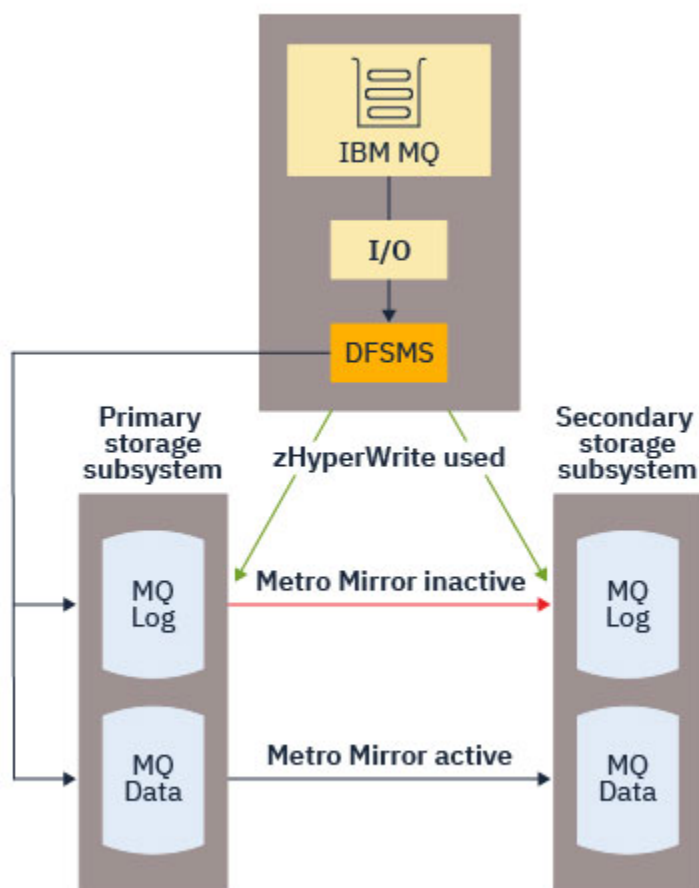 IBM MQ
I/O
DFSMS
Primary
storage
subsystem
zHyperWrite used
Secondary
storage
subsystem
MQ
Log
Metro Mirror inactive
MQ
Log
MQ
Data
Metro Mirror active
MQ
Data